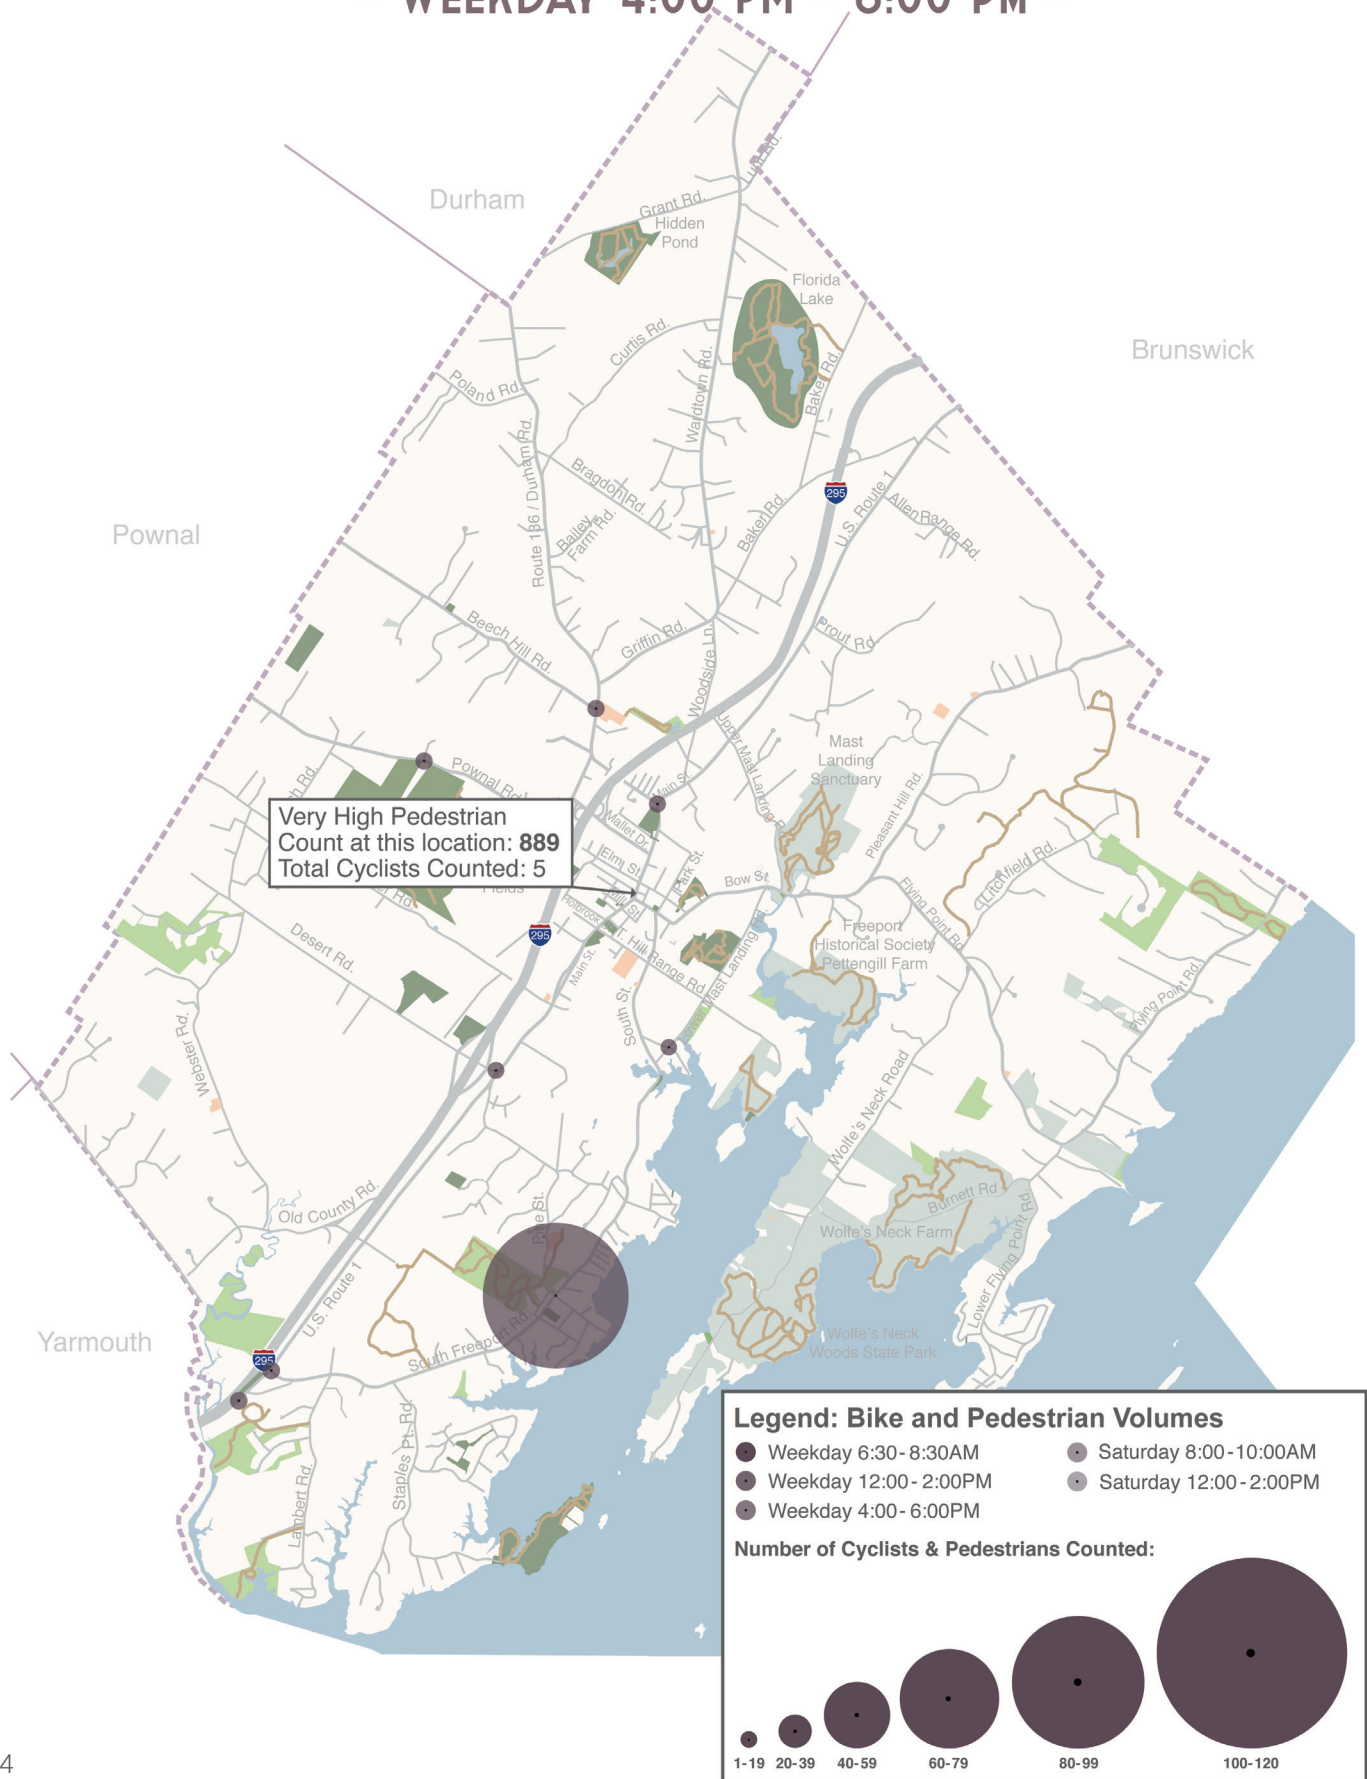 WEEKDAY 4:00 PM - 6:00 PM
Durham
Lunt Rd.
Grant Rd.
Hidden
Pond
Florida
Lake
Brunswick
Curtis Rd.
Poland Rd.
Wardtown Rd.
Baker Rd.
Route 136 / Durham Rd.
Bragdon Rd.
295
U.S. Route 1
Allen Range Rd.
Pownal
Bailey
Farm Rd.
Baker Rd.
Beech Hill Rd.
Griffin Rd.
Prout Rd.
Woodside Ln.
Upper Mast Landing Rd.
Mast
Landing
Sanctuary
Pownal Rd.
Main St.
Pleasant Hill Rd.
Very High Pedestrian
Count at this location: 889
Total Cyclists Counted: 5
Mallet Dr.
Elm St.
Park St.
Bow St.
Litchfield Rd.
Fields
Holbrook
Flying Point Rd.
Desert Rd.
295
Hill Range Rd.
Main St.
Freeport
Historical Society
Pettengill Farm
Lower Mast Landing Rd.
South St.
Flying Point Rd.
Webster Rd.
Wolfe's Neck Road
Old County Rd.
Burnett Rd
Wolfe's Neck Farm
Lower Flying Point Rd.
U.S. Route 1
Yarmouth
South Freeport Rd.
Wolfe's Neck
Woods State Park
295
Staples Pt. Rd.
Lambert Rd.
Legend: Bike and Pedestrian Volumes
Weekday 6:30-8:30AM
Saturday 8:00-10:00AM
Weekday 12:00-2:00PM
Saturday 12:00-2:00PM
Weekday 4:00-6:00PM
Number of Cyclists & Pedestrians Counted:
1-19 20-39 40-59 60-79 80-99 100-120
4